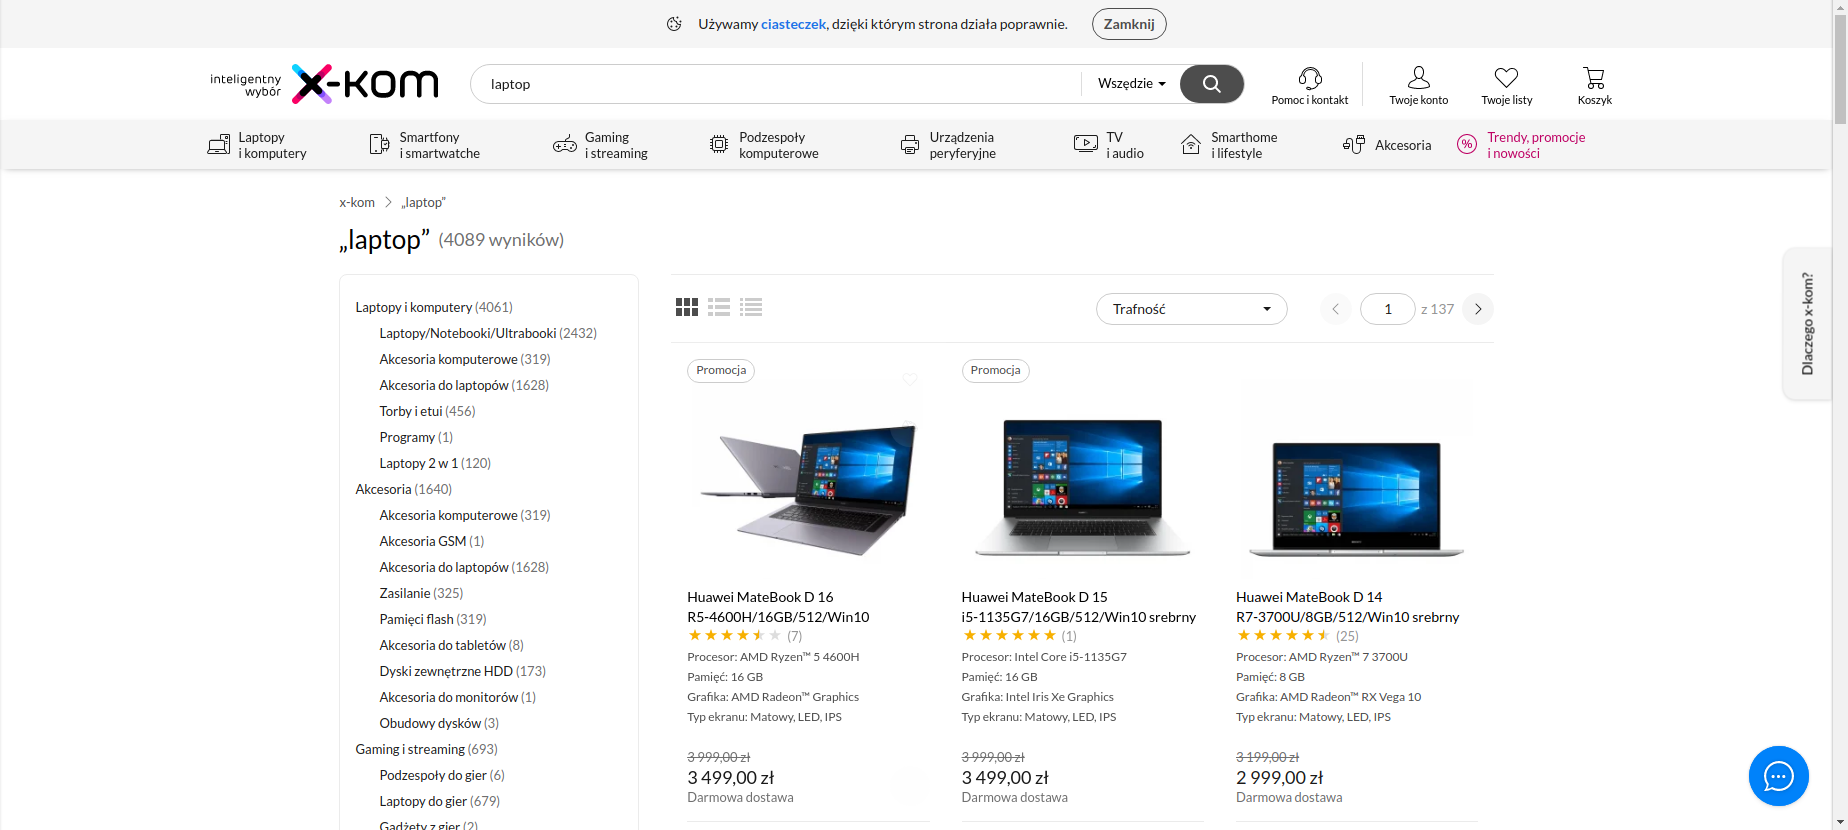 Używamy ciasteczek, dzięki którym strona działa poprawnie.
Zamknij
inteligentny
wybór
x-kom
laptop
Wszędzie
Pomoc i kontakt
Twoje konto
Twoje listy
Koszyk
Laptopy
i komputery
Smartfony
i smartwatche
Gaming
i streaming
Podzespoły
komputerowe
Urządzenia
peryferyjne
TV
i audio
Smarthome
i lifestyle
Akcesoria
%
Trendy, promocje
i nowości
x-kom
„laptop”
„laptop” (4089 wyników)
Laptopy i komputery (4061)
Laptopy/Notebooki/Ultrabooki (2432)
Akcesoria komputerowe (319)
Akcesoria do laptopów (1628)
Torby i etui (456)
Programy (1)
Laptopy 2 w 1 (120)
Akcesoria (1640)
Akcesoria komputerowe (319)
Akcesoria GSM (1)
Akcesoria do laptopów (1628)
Zasilanie (325)
Pamięci flash (319)
Akcesoria do tabletów (8)
Dyski zewnętrzne HDD (173)
Akcesoria do monitorów (1)
Obudowy dysków (3)
Gaming i streaming (693)
Podzespoły do gier (6)
Laptopy do gier (679)
Gadżety z gier (2)
Trafność
1 z 137
Dlaczego x-kom?
Promocja
Huawei MateBook D 16
R5-4600H/16GB/512/Win10
(7)
Procesor: AMD Ryzen™ 5 4600H
Pamięć: 16 GB
Grafika: AMD Radeon™ Graphics
Typ ekranu: Matowy, LED, IPS
3 999,00 zł
3 499,00 zł
Darmowa dostawa
Promocja
Huawei MateBook D 15
i5-1135G7/16GB/512/Win10 srebrny
(1)
Procesor: Intel Core i5-1135G7
Pamięć: 16 GB
Grafika: Intel Iris Xe Graphics
Typ ekranu: Matowy, LED, IPS
3 999,00 zł
3 499,00 zł
Darmowa dostawa
Huawei MateBook D 14
R7-3700U/8GB/512/Win10 srebrny
(25)
Procesor: AMD Ryzen™ 7 3700U
Pamięć: 8 GB
Grafika: AMD Radeon™ RX Vega 10
Typ ekranu: Matowy, LED, IPS
3 199,00 zł
2 999,00 zł
Darmowa dostawa